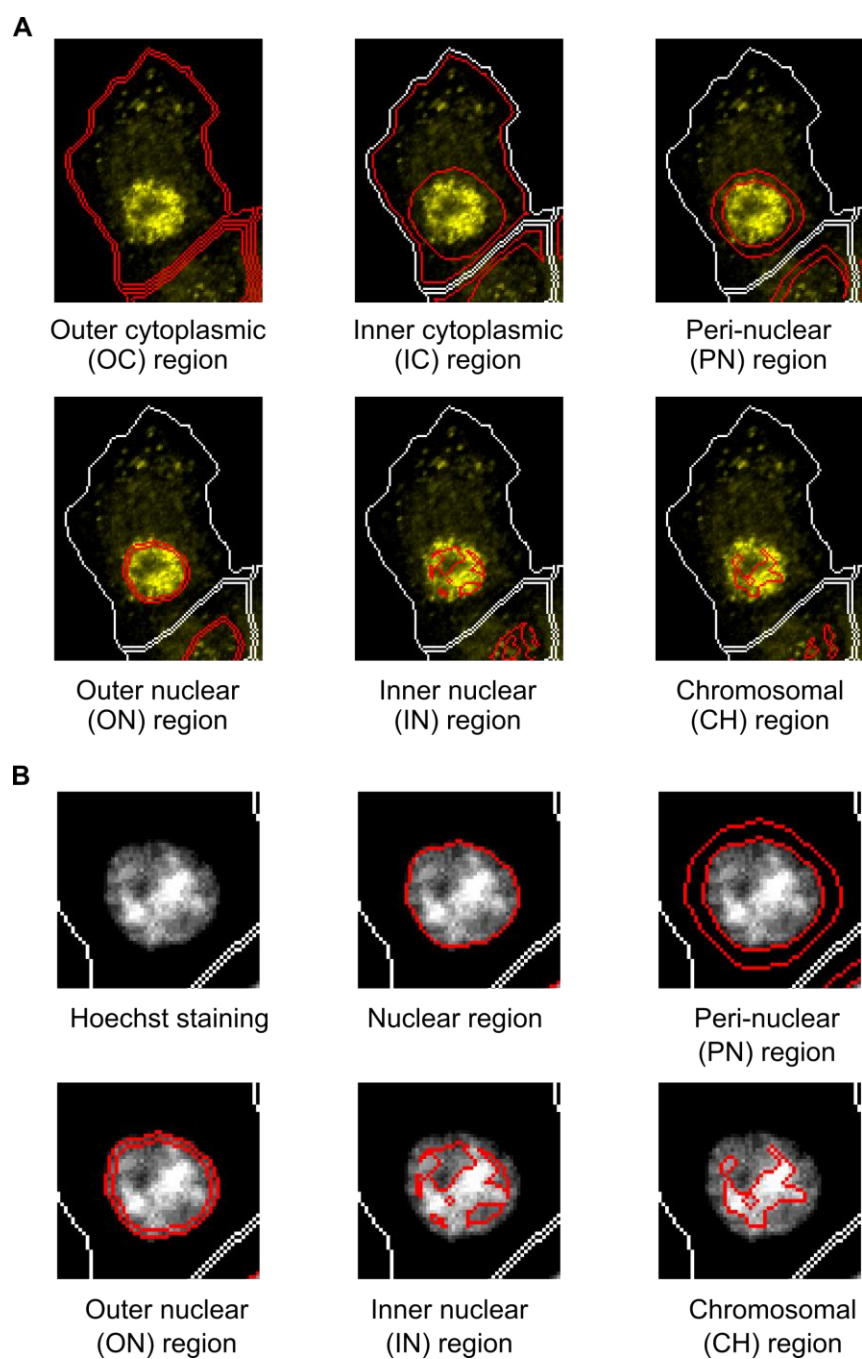 A
Outer cytoplasmic
(OC) region
Inner cytoplasmic
(IC) region
Peri-nuclear
(PN) region
Outer nuclear
(ON) region
Inner nuclear
(IN) region
Chromosomal
(CH) region
B
Hoechst staining
Nuclear region
Peri-nuclear
(PN) region
Outer nuclear
(ON) region
Inner nuclear
(IN) region
Chromosomal
(CH) region